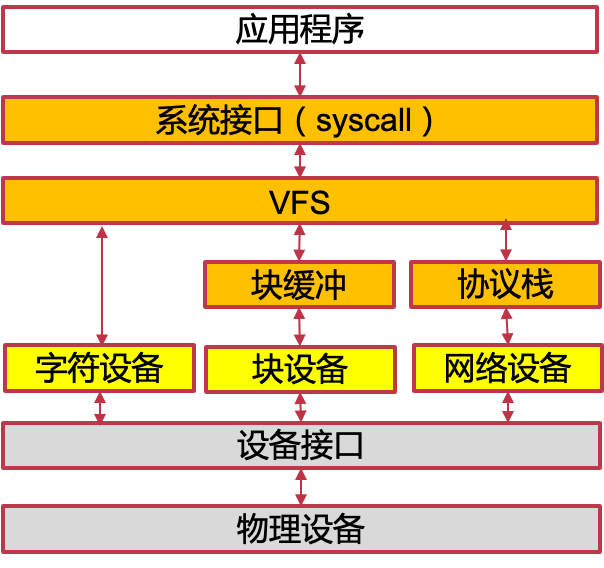 应用程序
系统接口（syscall）
VFS
块缓冲
协议栈
字符设备
块设备
网络设备
设备接口
物理设备